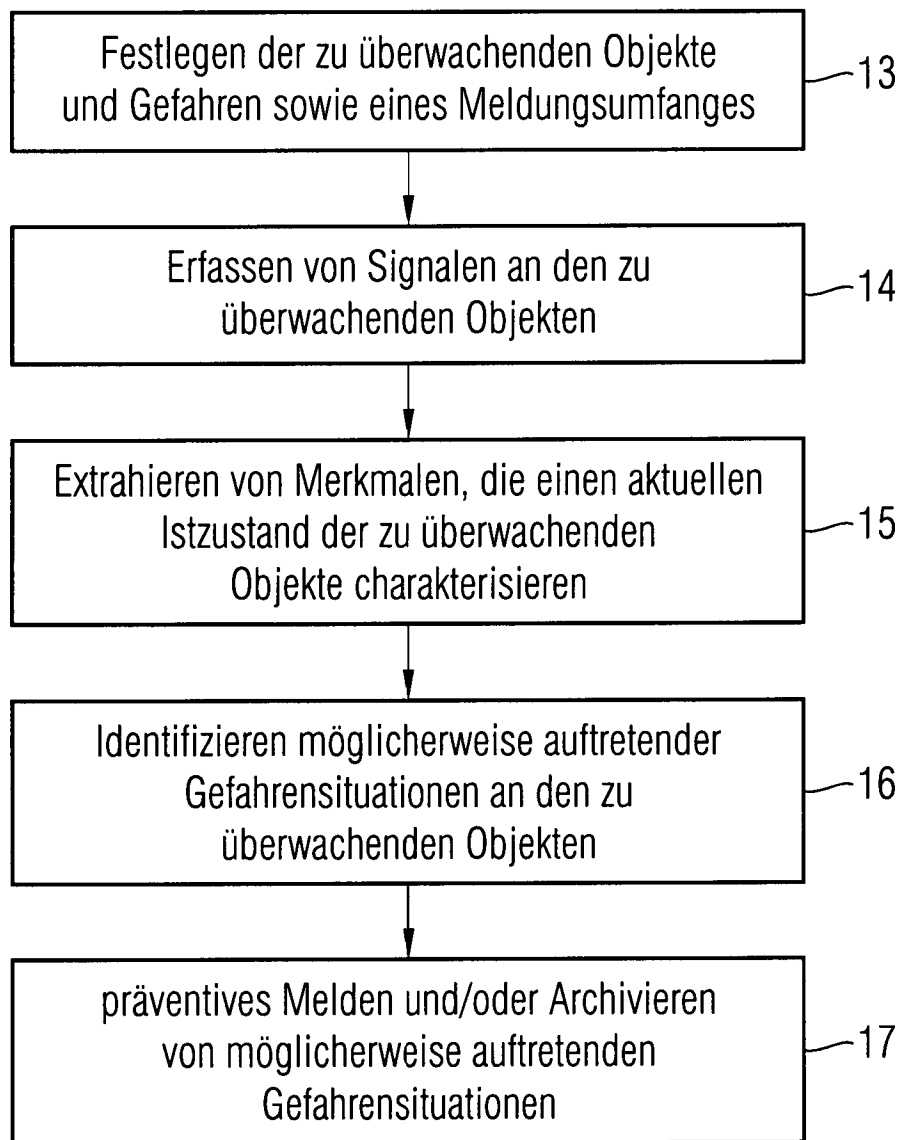 Festlegen der zu überwachenden Objekte
und Gefahren sowie eines Meldungsumfanges
13
Erfassen von Signalen an den zu
überwachenden Objekten
14
Extrahieren von Merkmalen, die einen aktuellen
Istzustand der zu überwachenden
Objekte charakterisieren
15
Identifizieren möglicherweise auftretender
Gefahrensituationen an den zu
überwachenden Objekten
16
präventives Melden und/oder Archivieren
von möglicherweise auftretenden
Gefahrensituationen
17